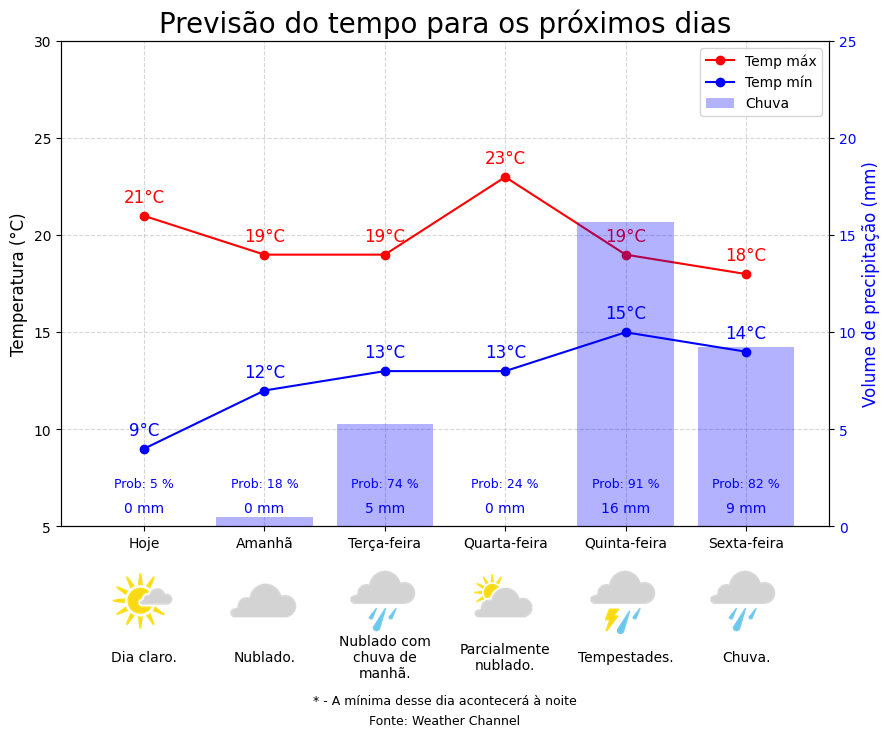 Previsão do tempo para os próximos dias
Temperatura (°C)
30
25
20
15
10
5
Volume de precipitação (mm)
25
20
15
10
5
0
Temp máx
Temp mín
Chuva
21°C
19°C
19°C
23°C
19°C
18°C
9°C
12°C
13°C
13°C
15°C
14°C
Prob: 5 %
Prob: 18 %
Prob: 74 %
Prob: 24 %
Prob: 91 %
Prob: 82 %
0 mm
0 mm
5 mm
0 mm
16 mm
9 mm
Hoje
Amanhã
Terça-feira
Quarta-feira
Quinta-feira
Sexta-feira
Dia claro.
Nublado.
Nublado com
chuva de
manhã.
Parcialmente
nublado.
Tempestades.
Chuva.
* - A mínima desse dia acontecerá à noite
Fonte: Weather Channel